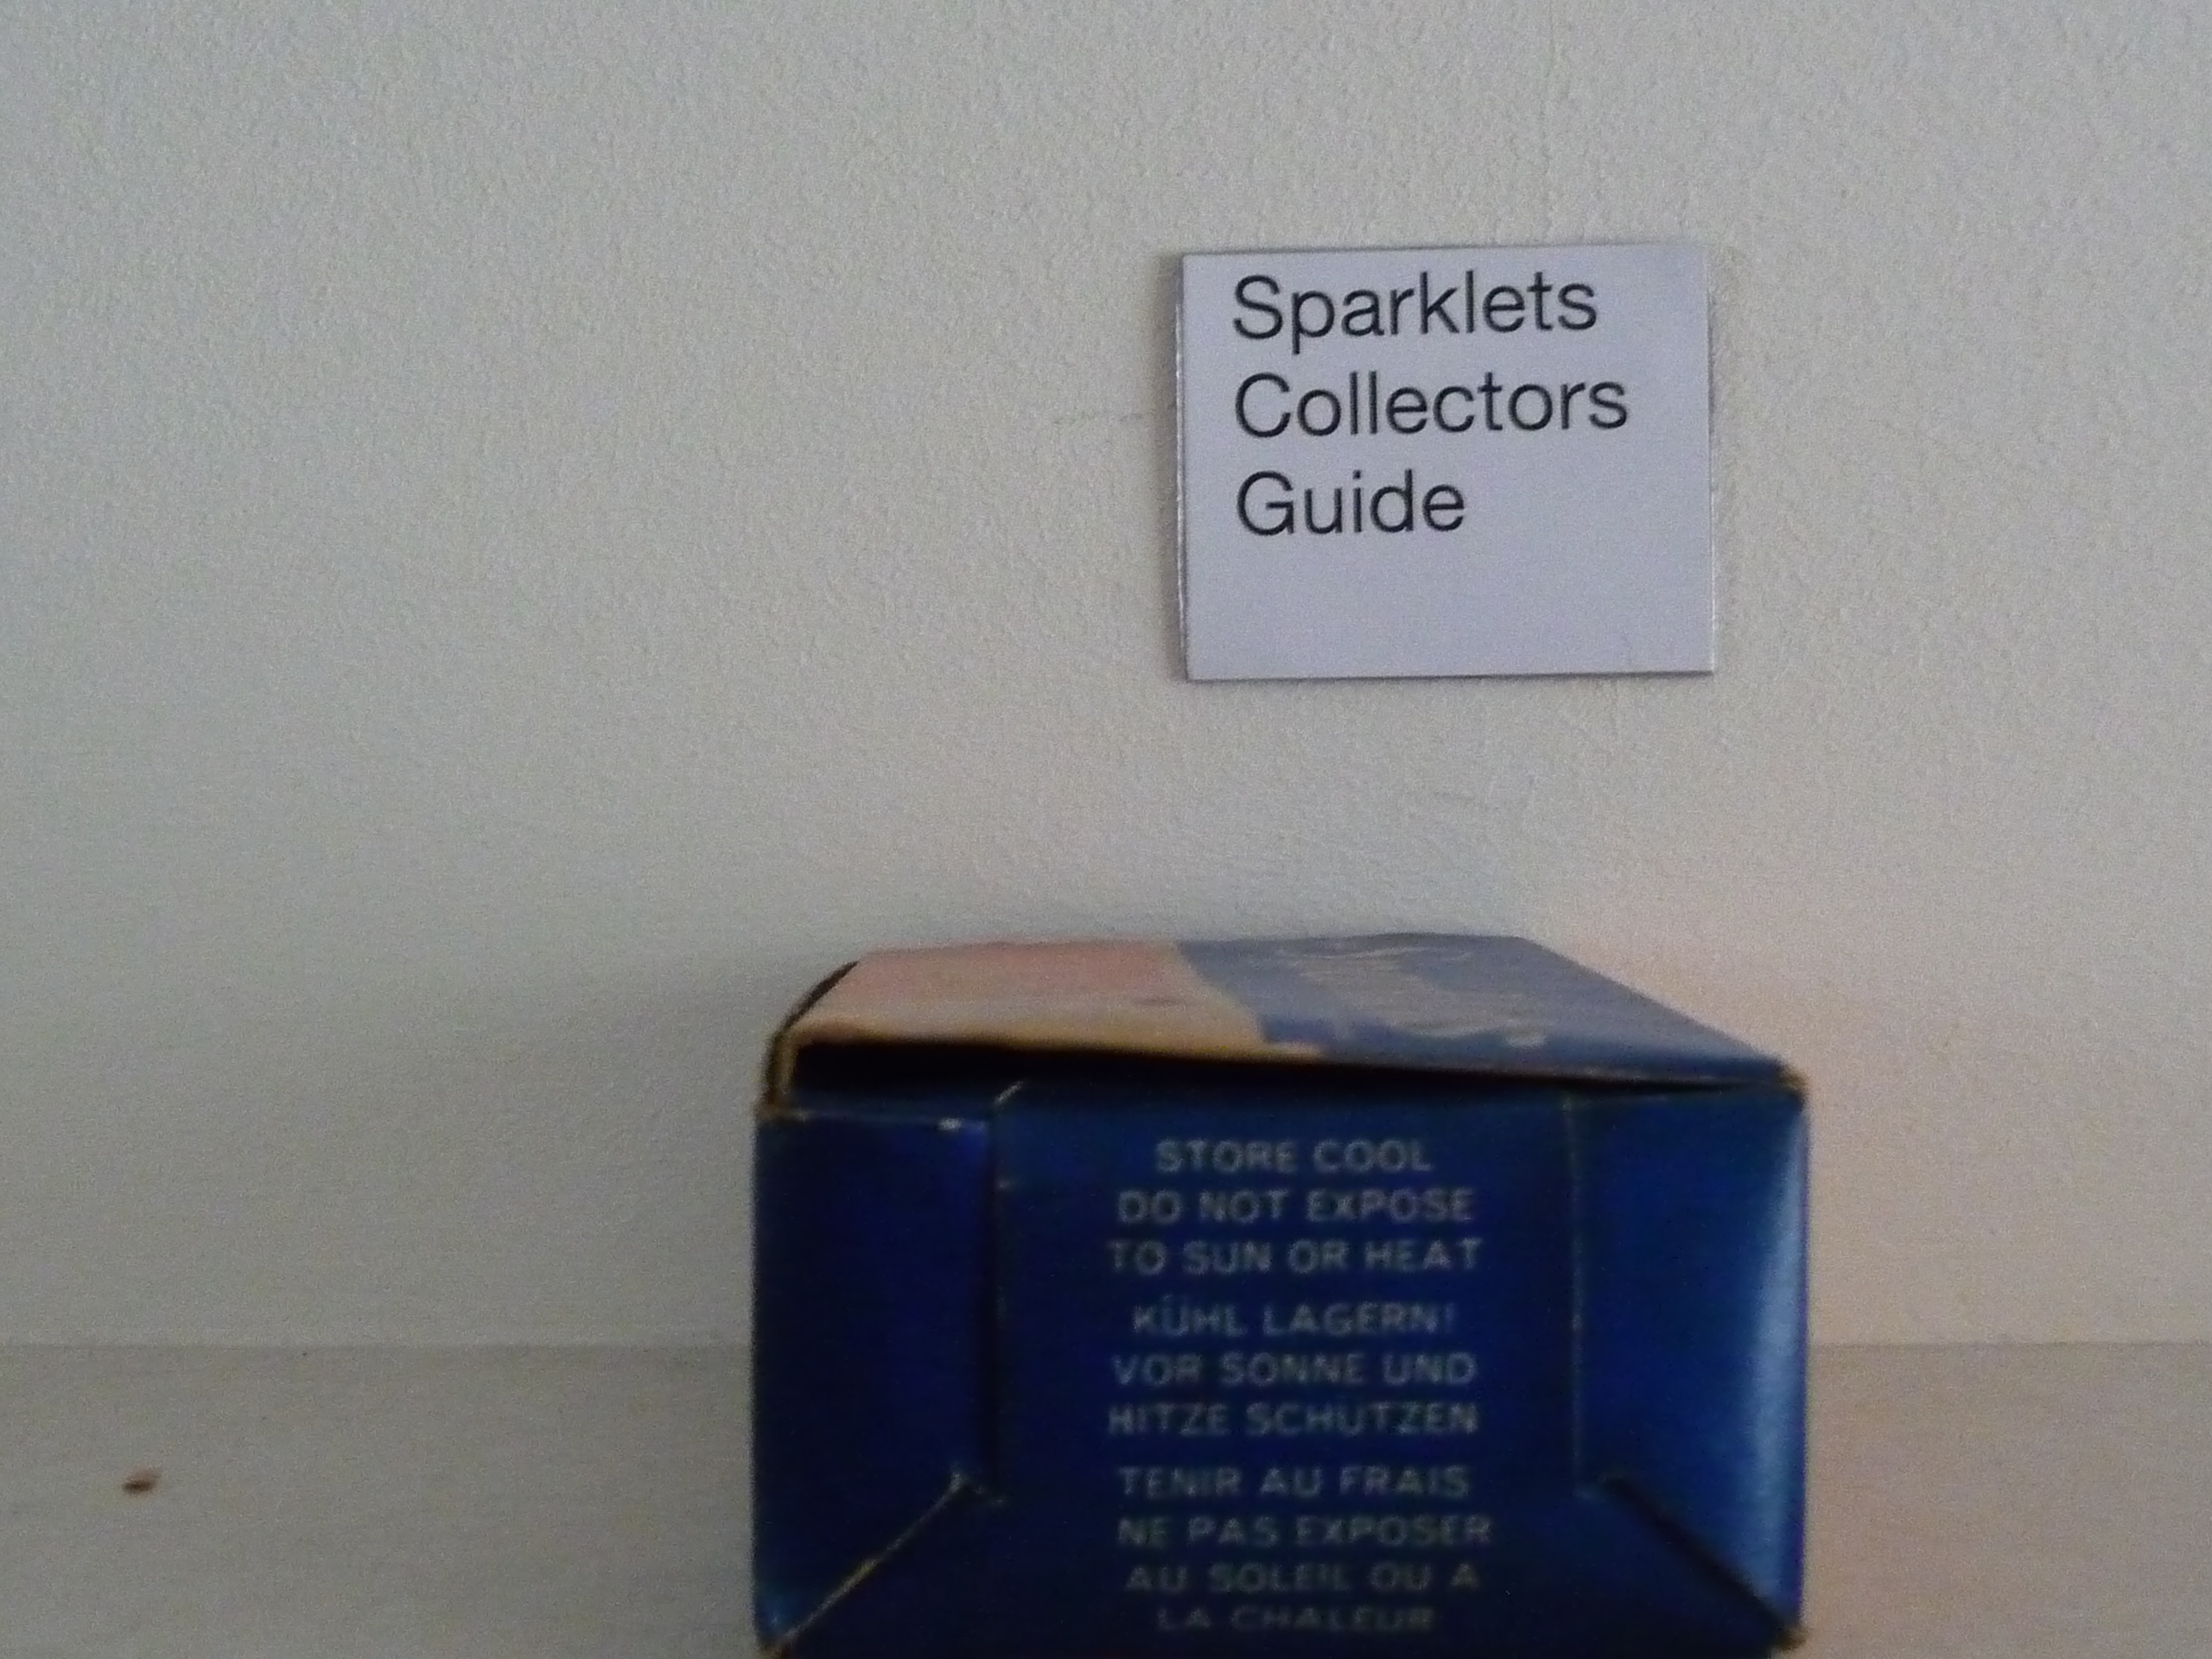 Sparklets
Collectors
Guide
STORE COOL
DO NOT EXPOSE
TO SUN OR HEAT
KÜHL LAGERN!
VOR SONNE UND
HITZE SCHÜTZEN
TENIR AU FRAIS
NE PAS EXPOSER
AU SOLEIL OU A
LA CHALEUR